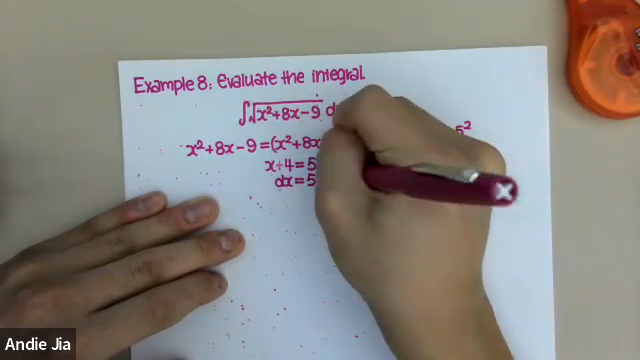 Example 8: Evaluate the integral.
∫√x²+8x−9 d
x²+8x−9=(x²+8x 5²
x+4=5
dx=5
Andie Jia